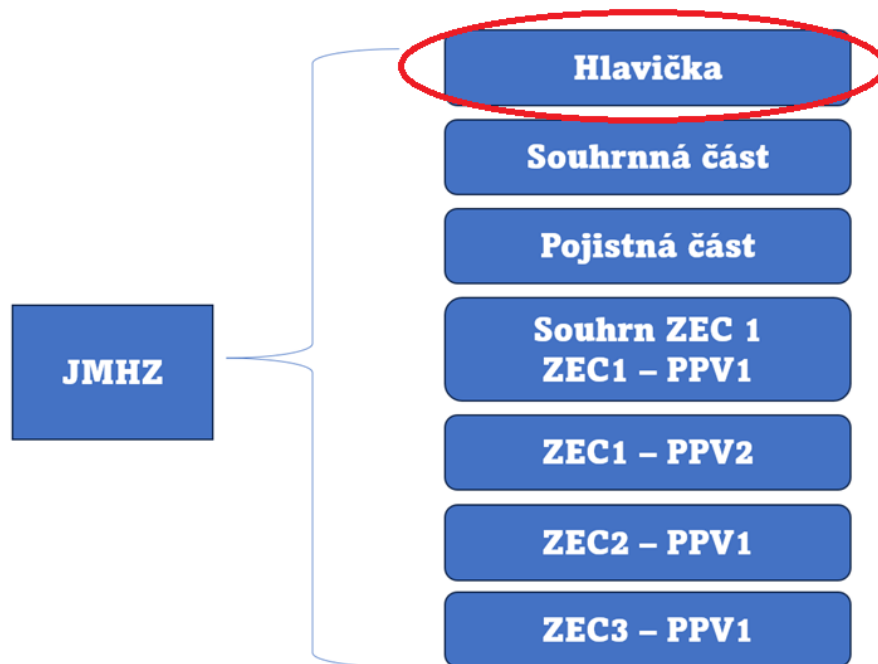 Hlavička
Souhrnná část
Pojistná část
Souhrn ZEC 1
ZEC1 – PPV1
JMHZ
ZEC1 – PPV2
ZEC2 – PPV1
ZEC3 – PPV1